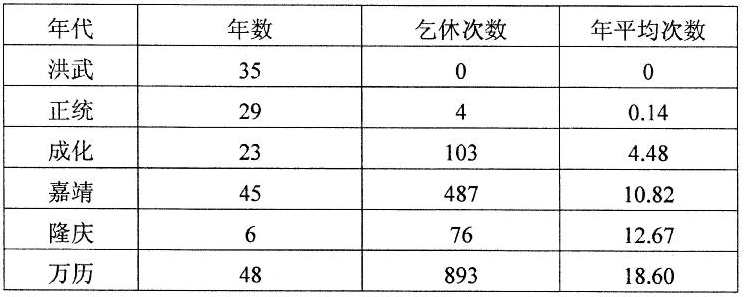 年代 年数 乞休次数 年平均次数
洪武 35 0 0
正统 29 4 0.14
成化 23 103 4.48
嘉靖 45 487 10.82
隆庆 6 76 12.67
万历 48 893 18.60